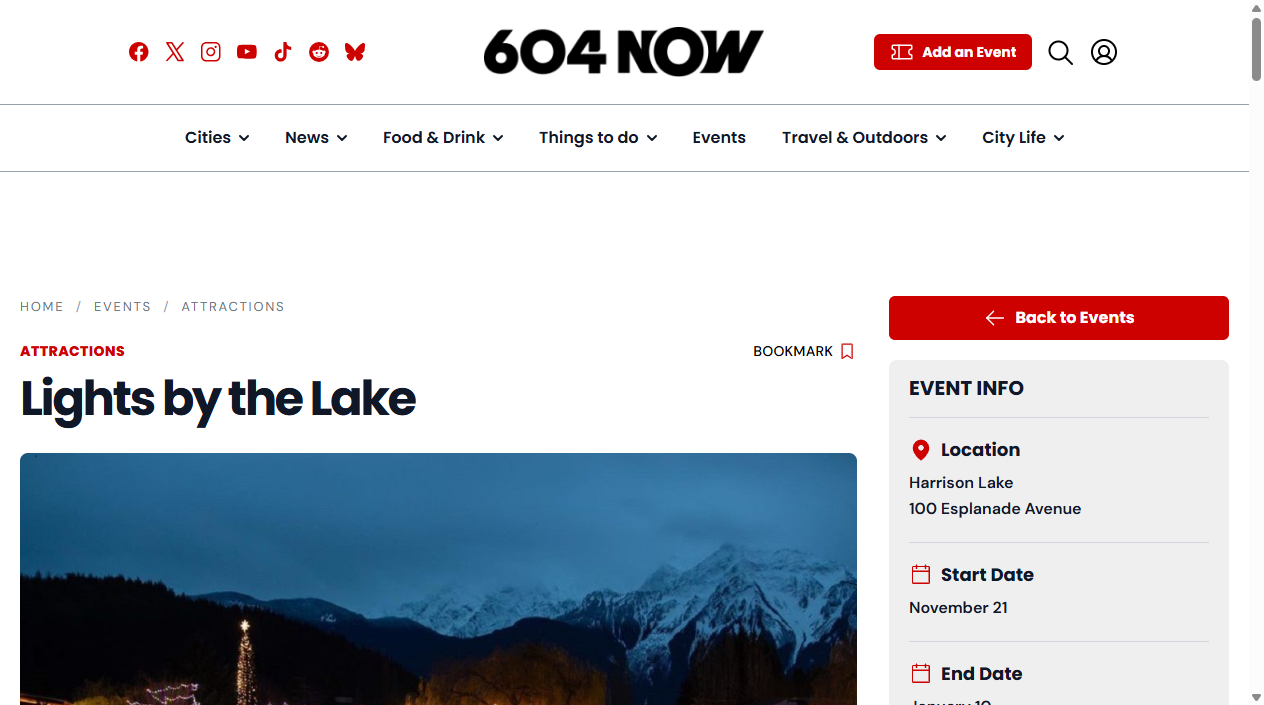 604 NOW
Add an Event
Cities
News
Food & Drink
Things to do
Events
Travel & Outdoors
City Life
HOME / EVENTS / ATTRACTIONS
ATTRACTIONS
BOOKMARK
Lights by the Lake
Back to Events
EVENT INFO
Location
Harrison Lake
100 Esplanade Avenue
Start Date
November 21
End Date
January 10